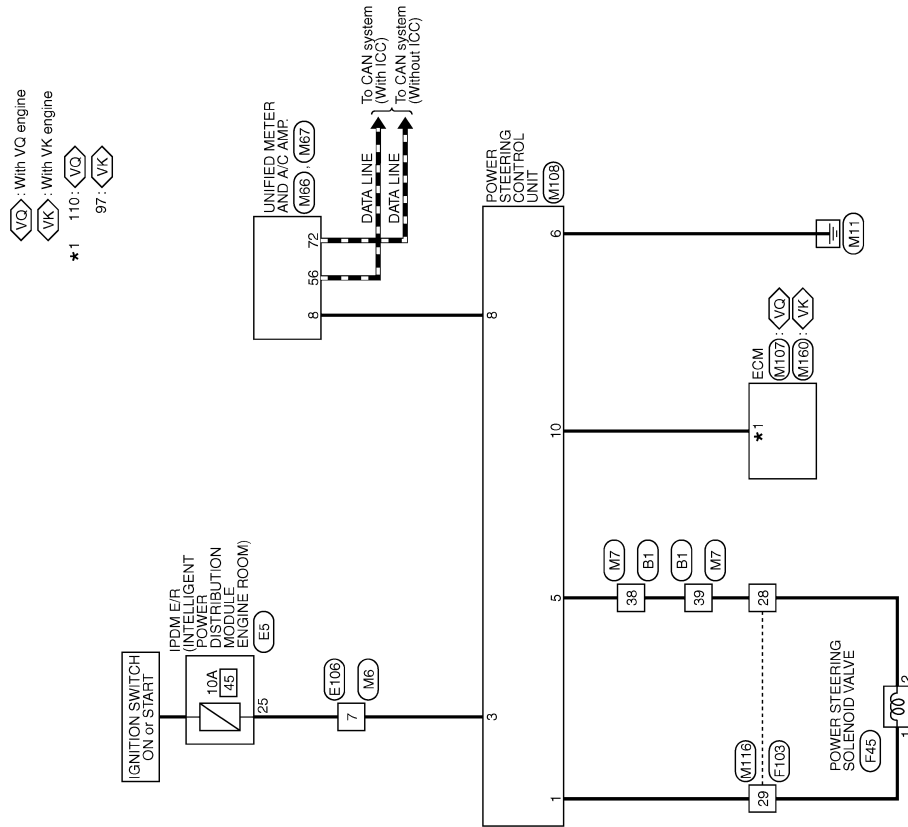 VQ : With VQ engine
VK : With VK engine
*1 110 : VQ
97 : VK
IGNITION SWITCH
ON or START
IPDM E/R
(INTELLIGENT
POWER
DISTRIBUTION
MODULE
ENGINE ROOM)
E5
10A
45
25
E106
7
M6
3
UNIFIED METER
AND A/C AMP.
M66 , M67
8
56
72
DATA LINE
DATA LINE
To CAN system
(With ICC)
To CAN system
(Without ICC)
8
POWER
STEERING
CONTROL
UNIT
M108
1
5
10
6
M7
38
B1
B1
39
M7
28
M116
29
F103
POWER STEERING
SOLENOID VALVE
F45
1
2
*1
ECM
M107 : VQ
M160 : VK
M11